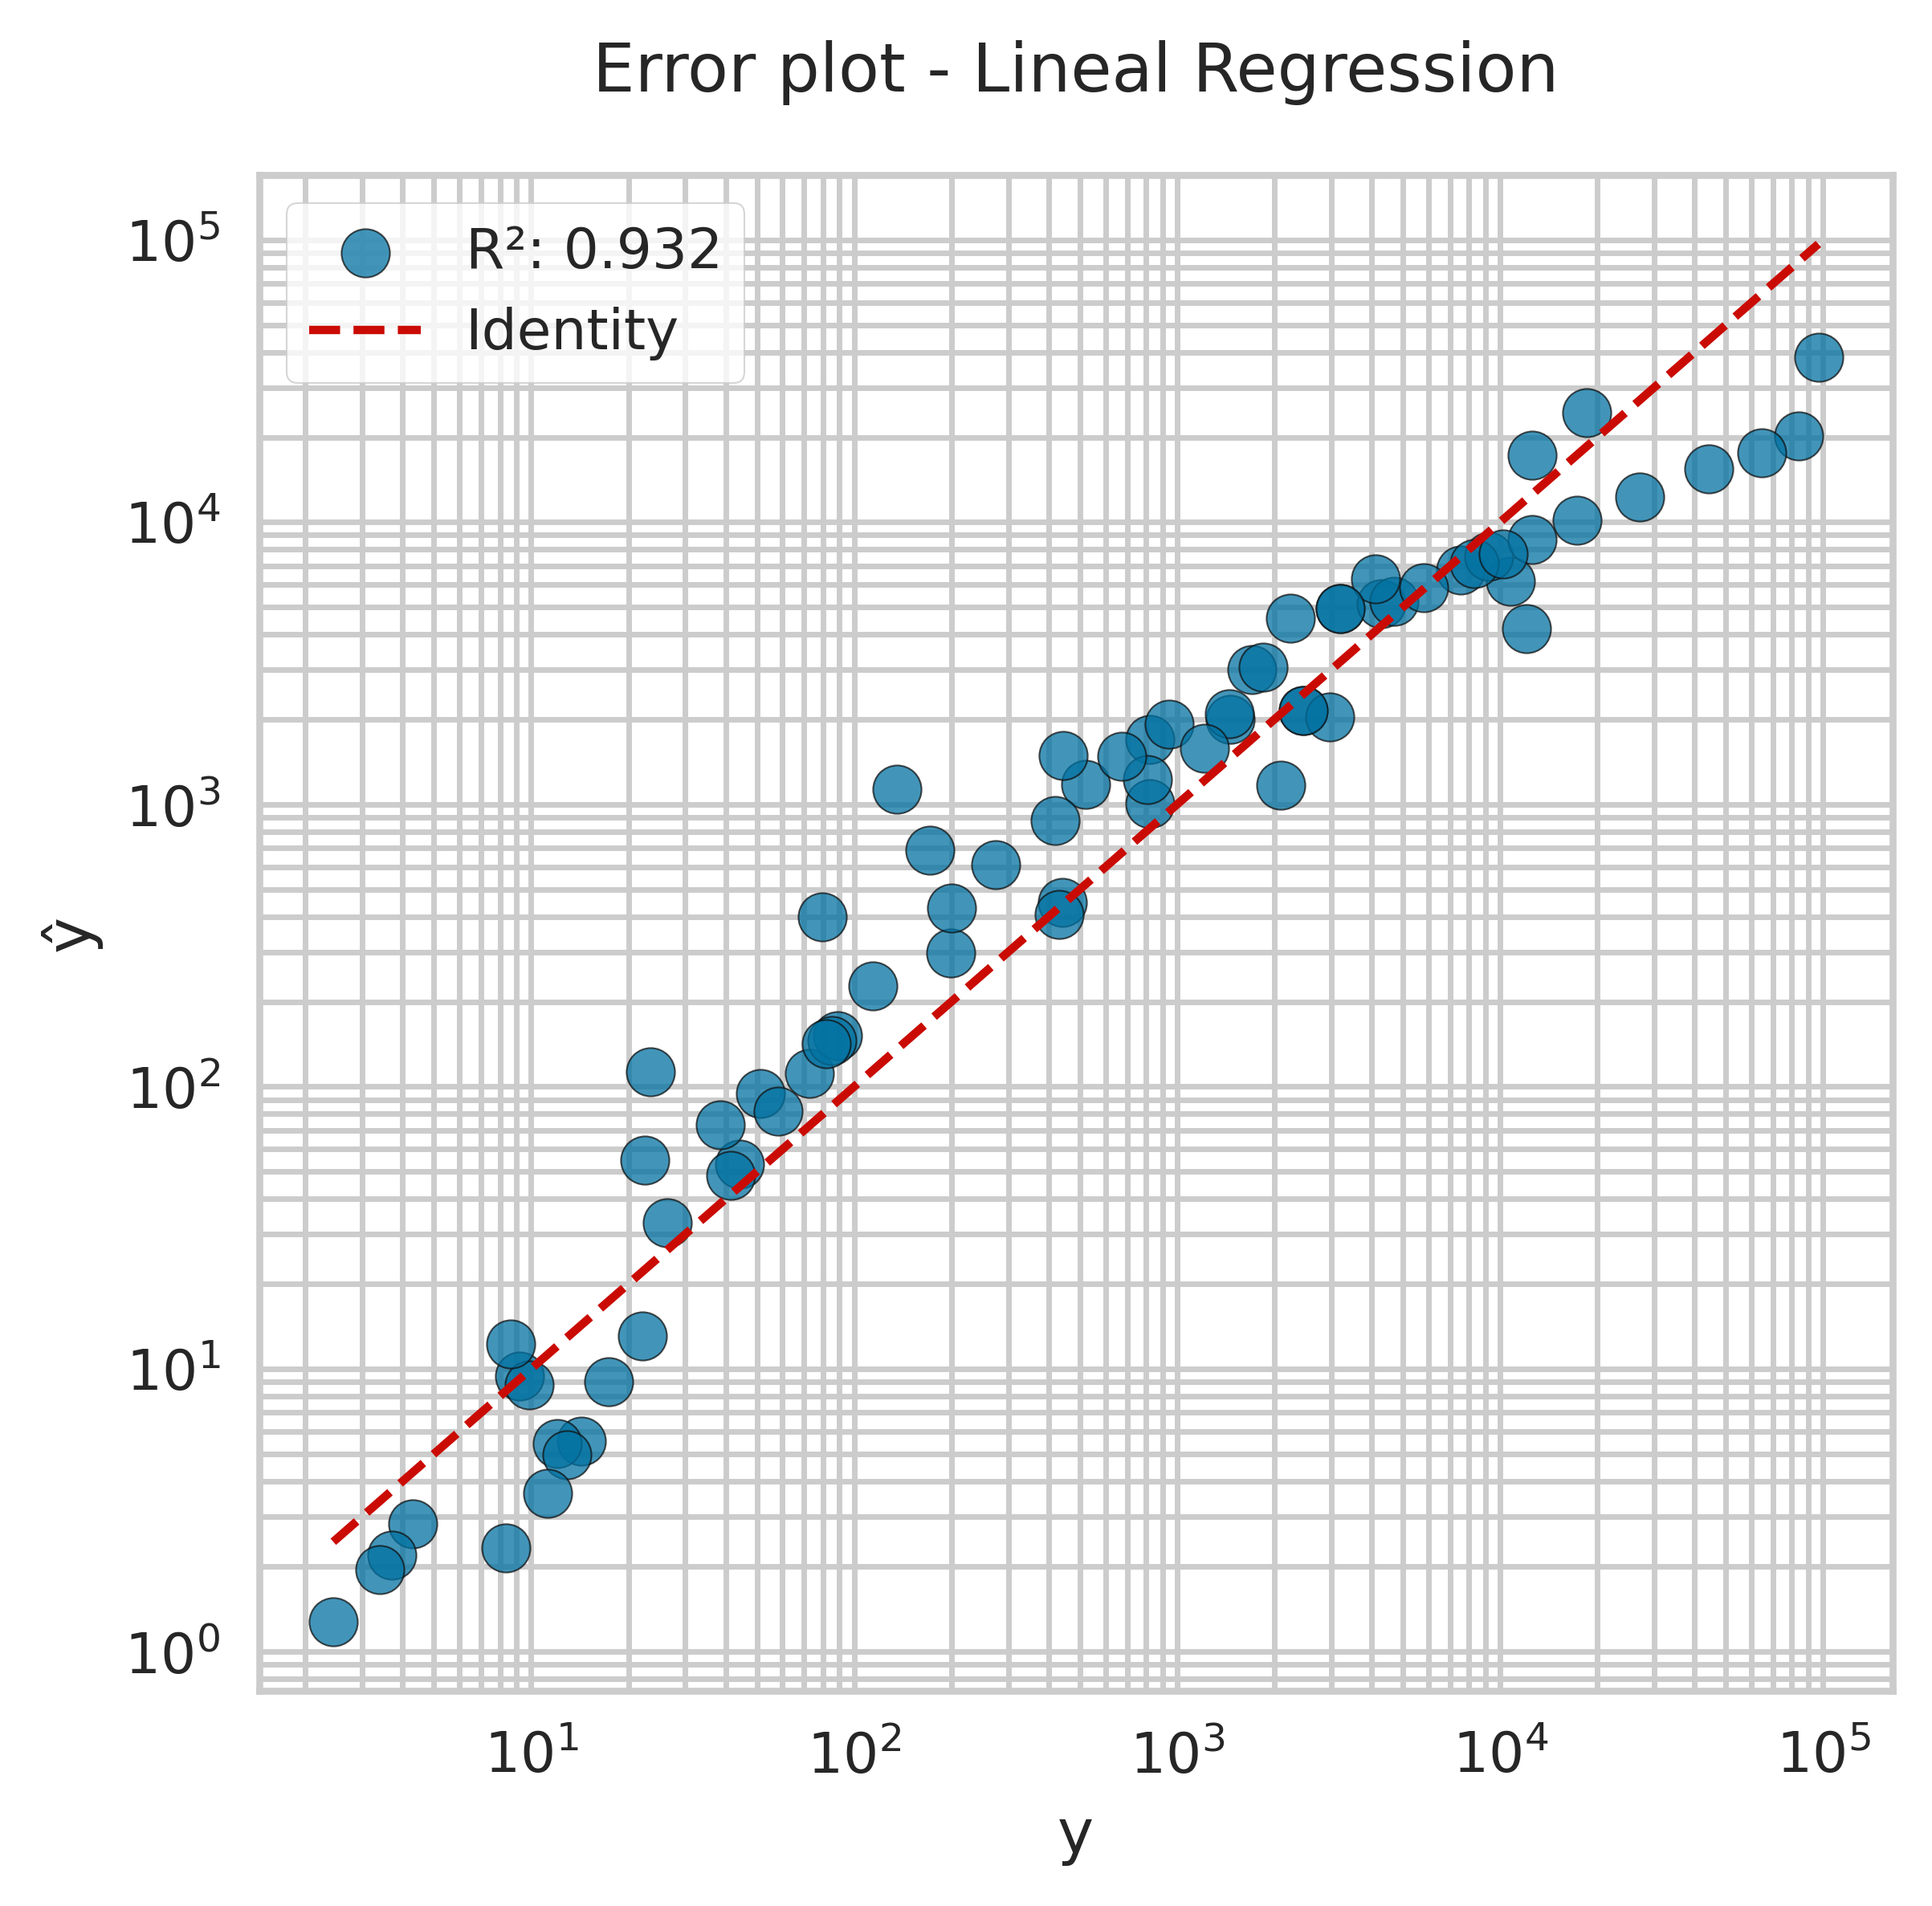 Error plot - Lineal Regression
R²: 0.932
Identity
10⁵
10⁴
10³
10²
10¹
10⁰
ŷ
10¹ 10² 10³ 10⁴ 10⁵
y